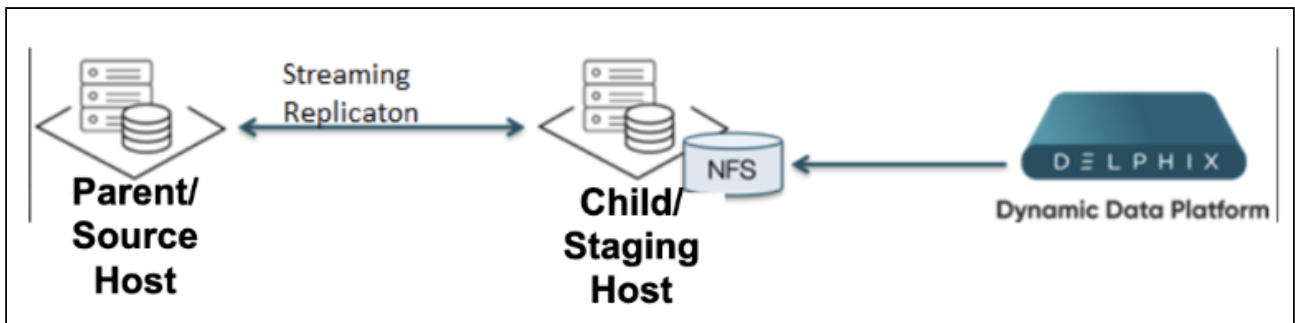 Streaming
Replicaton
NFS
DELPHIX
Dynamic Data Platform
Parent/
Source
Host
Child/
Staging
Host